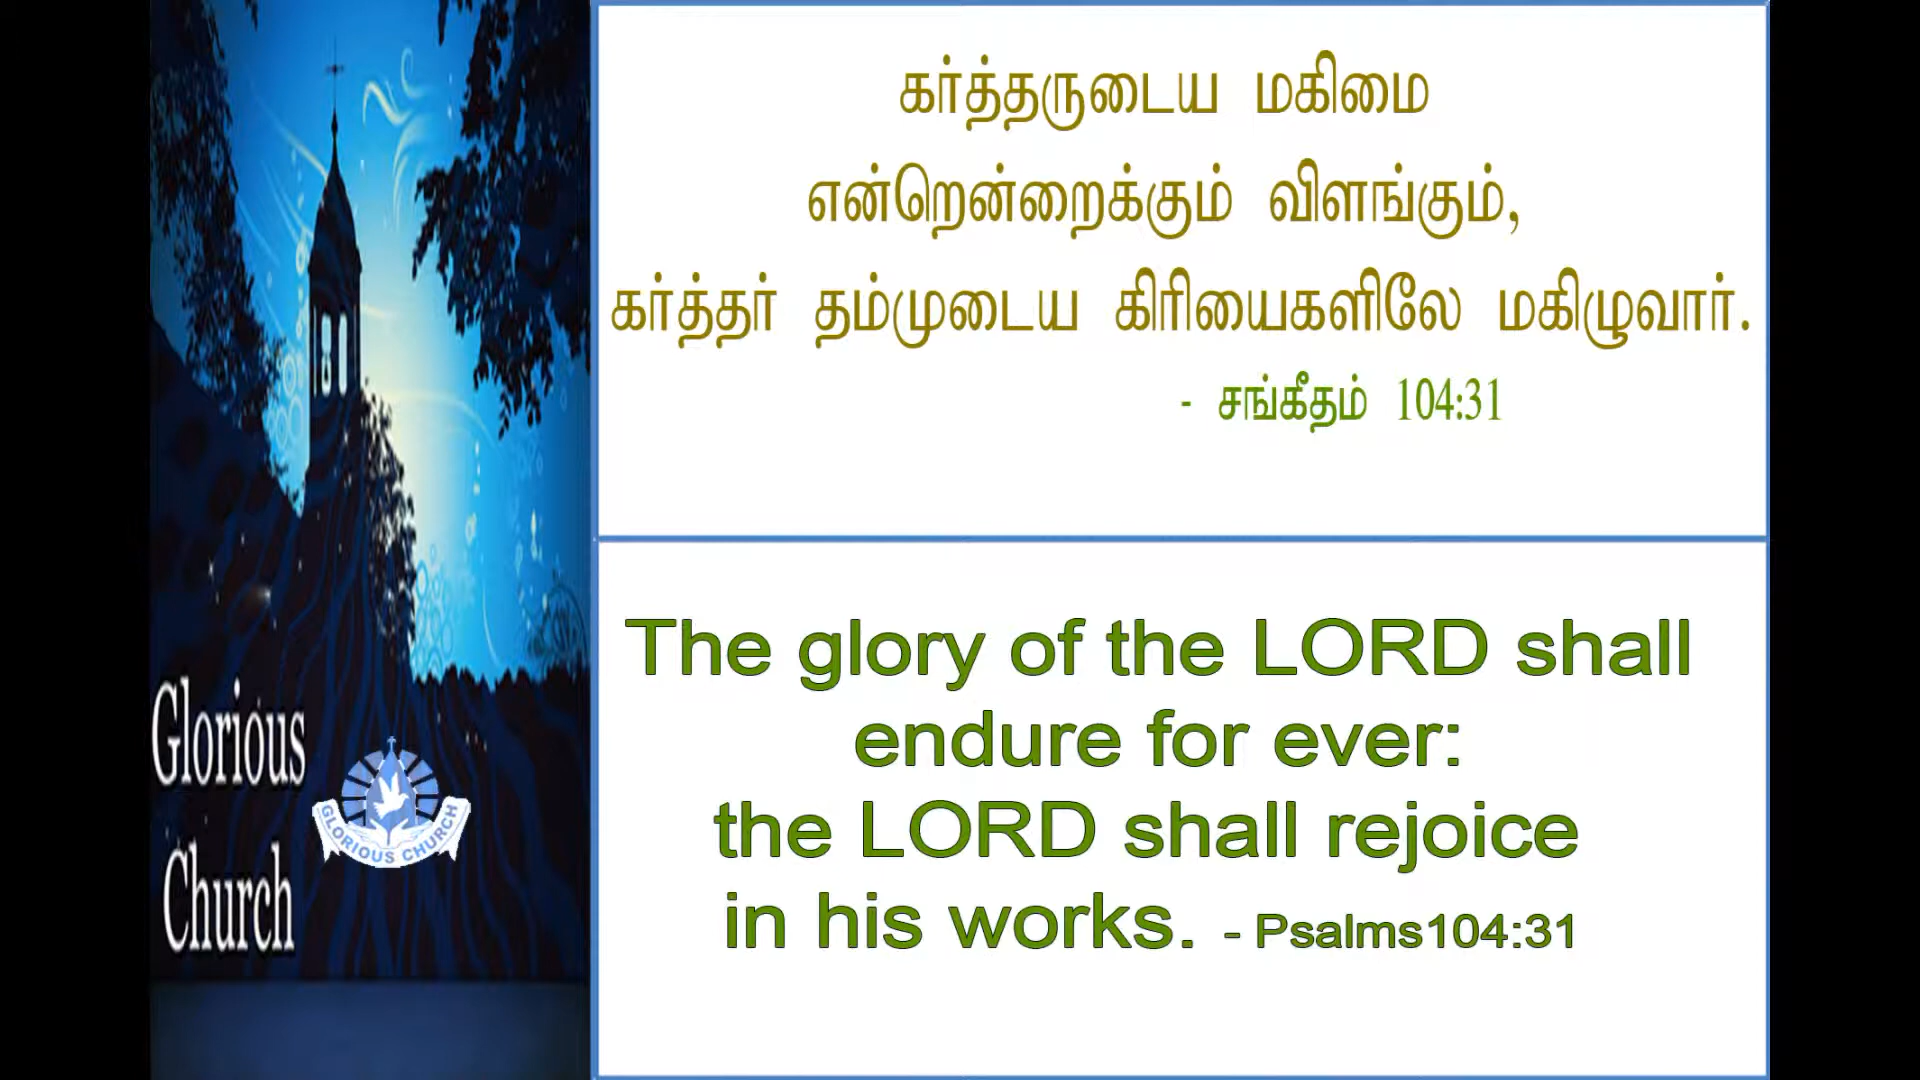 கர்த்தருடைய மகிமை
என்றென்றைக்கும் விளங்கும்,
கர்த்தர் தம்முடைய கிரியைகளிலே மகிழுவார்.
- சங்கீதம் 104:31
The glory of the LORD shall
endure for ever:
the LORD shall rejoice
in his works. - Psalms104:31
Glorious
Church
GLORIOUS CHURCH